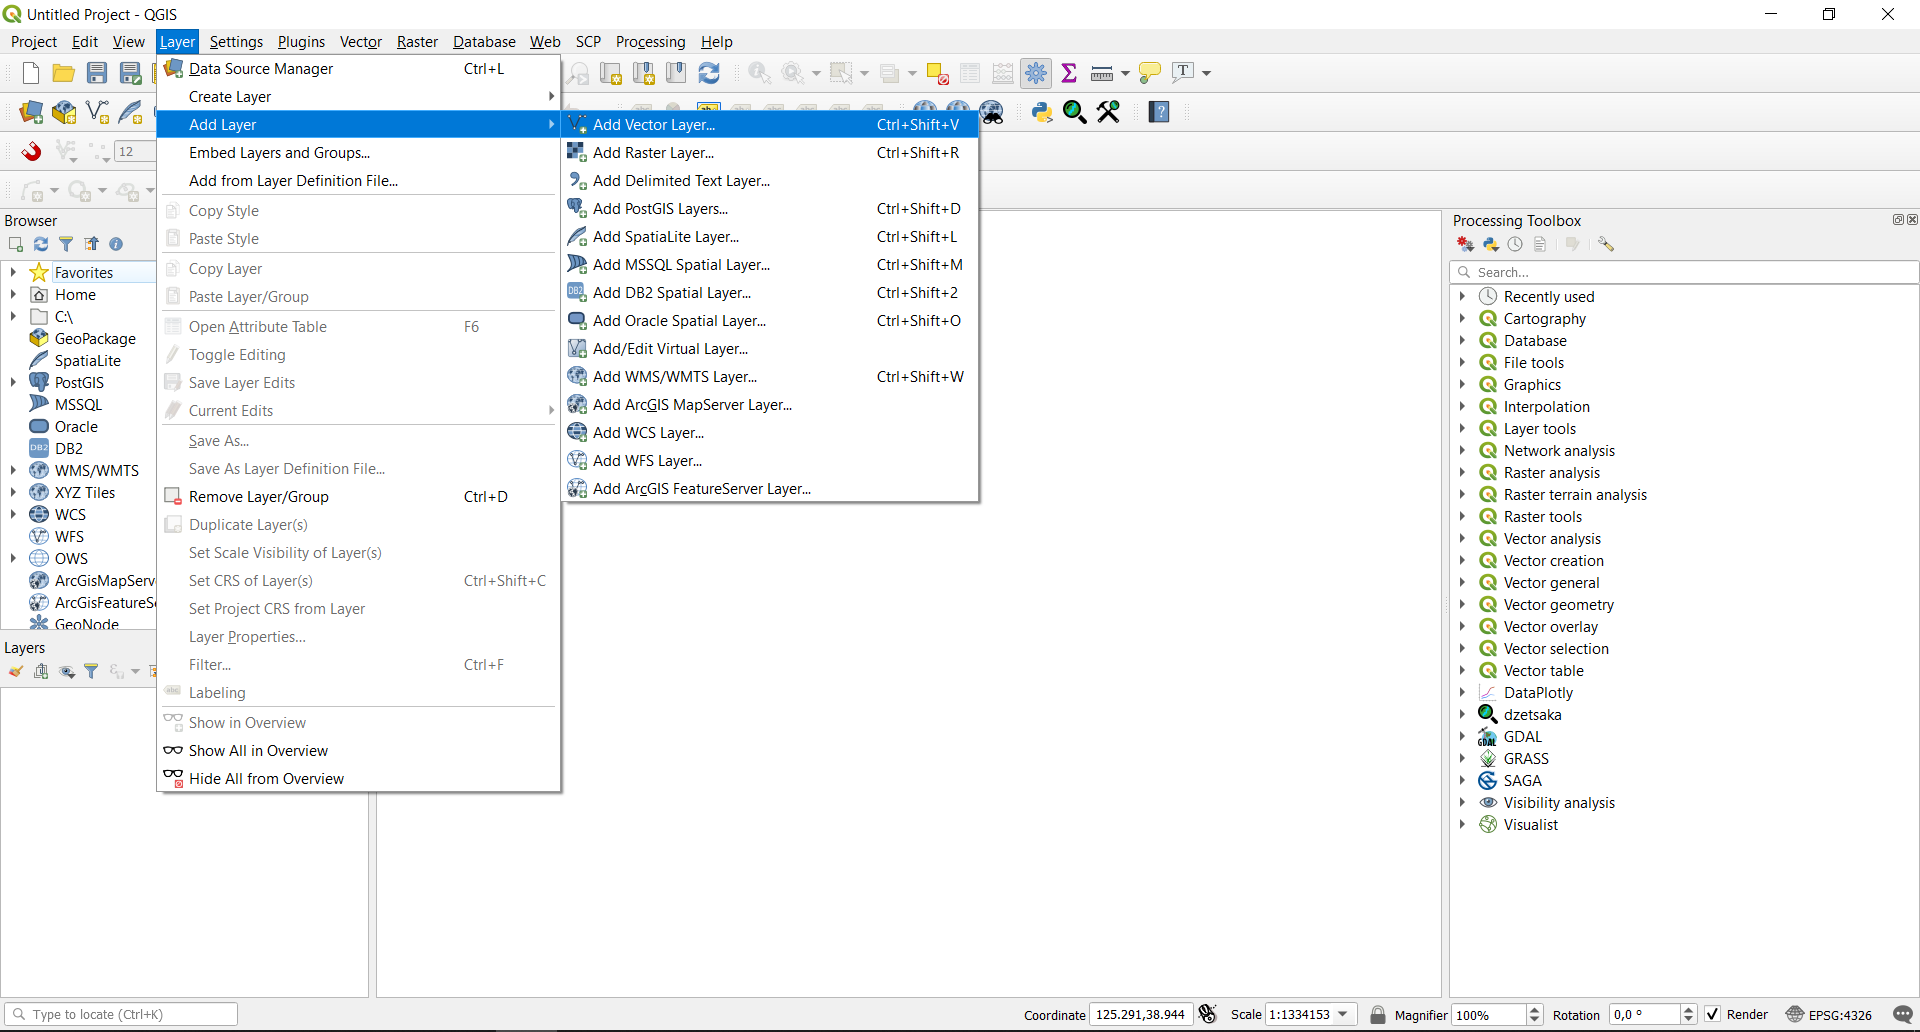 Untitled Project - QGIS
Project Edit View Layer Settings Plugins Vector Raster Database Web SCP Processing Help
Data Source Manager Ctrl+L
Create Layer
Add Layer
Embed Layers and Groups...
Add from Layer Definition File...
Copy Style
Paste Style
Copy Layer
Paste Layer/Group
Open Attribute Table F6
Toggle Editing
Save Layer Edits
Current Edits
Save As...
Save As Layer Definition File...
Remove Layer/Group Ctrl+D
Duplicate Layer(s)
Set Scale Visibility of Layer(s)
Set CRS of Layer(s) Ctrl+Shift+C
Set Project CRS from Layer
Layer Properties...
Filter... Ctrl+F
Labeling
Show in Overview
Show All in Overview
Hide All from Overview
Add Vector Layer... Ctrl+Shift+V
Add Raster Layer... Ctrl+Shift+R
Add Delimited Text Layer...
Add PostGIS Layers... Ctrl+Shift+D
Add SpatiaLite Layer... Ctrl+Shift+L
Add MSSQL Spatial Layer... Ctrl+Shift+M
Add DB2 Spatial Layer... Ctrl+Shift+2
Add Oracle Spatial Layer... Ctrl+Shift+O
Add/Edit Virtual Layer...
Add WMS/WMTS Layer... Ctrl+Shift+W
Add ArcGIS MapServer Layer...
Add WCS Layer...
Add WFS Layer...
Add ArcGIS FeatureServer Layer...
12
Browser
Favorites
Home
C:\
GeoPackage
SpatiaLite
PostGIS
MSSQL
Oracle
DB2
WMS/WMTS
XYZ Tiles
WCS
WFS
OWS
ArcGisMapServ
ArcGisFeatureSe
GeoNode
Layers
Processing Toolbox
Search...
Recently used
Cartography
Database
File tools
Graphics
Interpolation
Layer tools
Network analysis
Raster analysis
Raster terrain analysis
Raster tools
Vector analysis
Vector creation
Vector general
Vector geometry
Vector overlay
Vector selection
Vector table
DataPlotly
dzetsaka
GDAL
GRASS
SAGA
Visibility analysis
Visualist
Type to locate (Ctrl+K)
Coordinate 125.291,38.944 Scale 1:1334153 Magnifier 100% Rotation 0,0 ° Render EPSG:4326